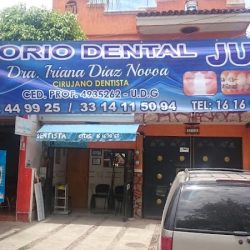 ORIO DENTAL JU
Dra. Iriana Díaz Novoa
CIRUJANO DENTISTA
CED. PROF. 4935262 - U.D.G
44 99 25 / 33 14 11 50 94 TEL: 16 16
DENTISTA